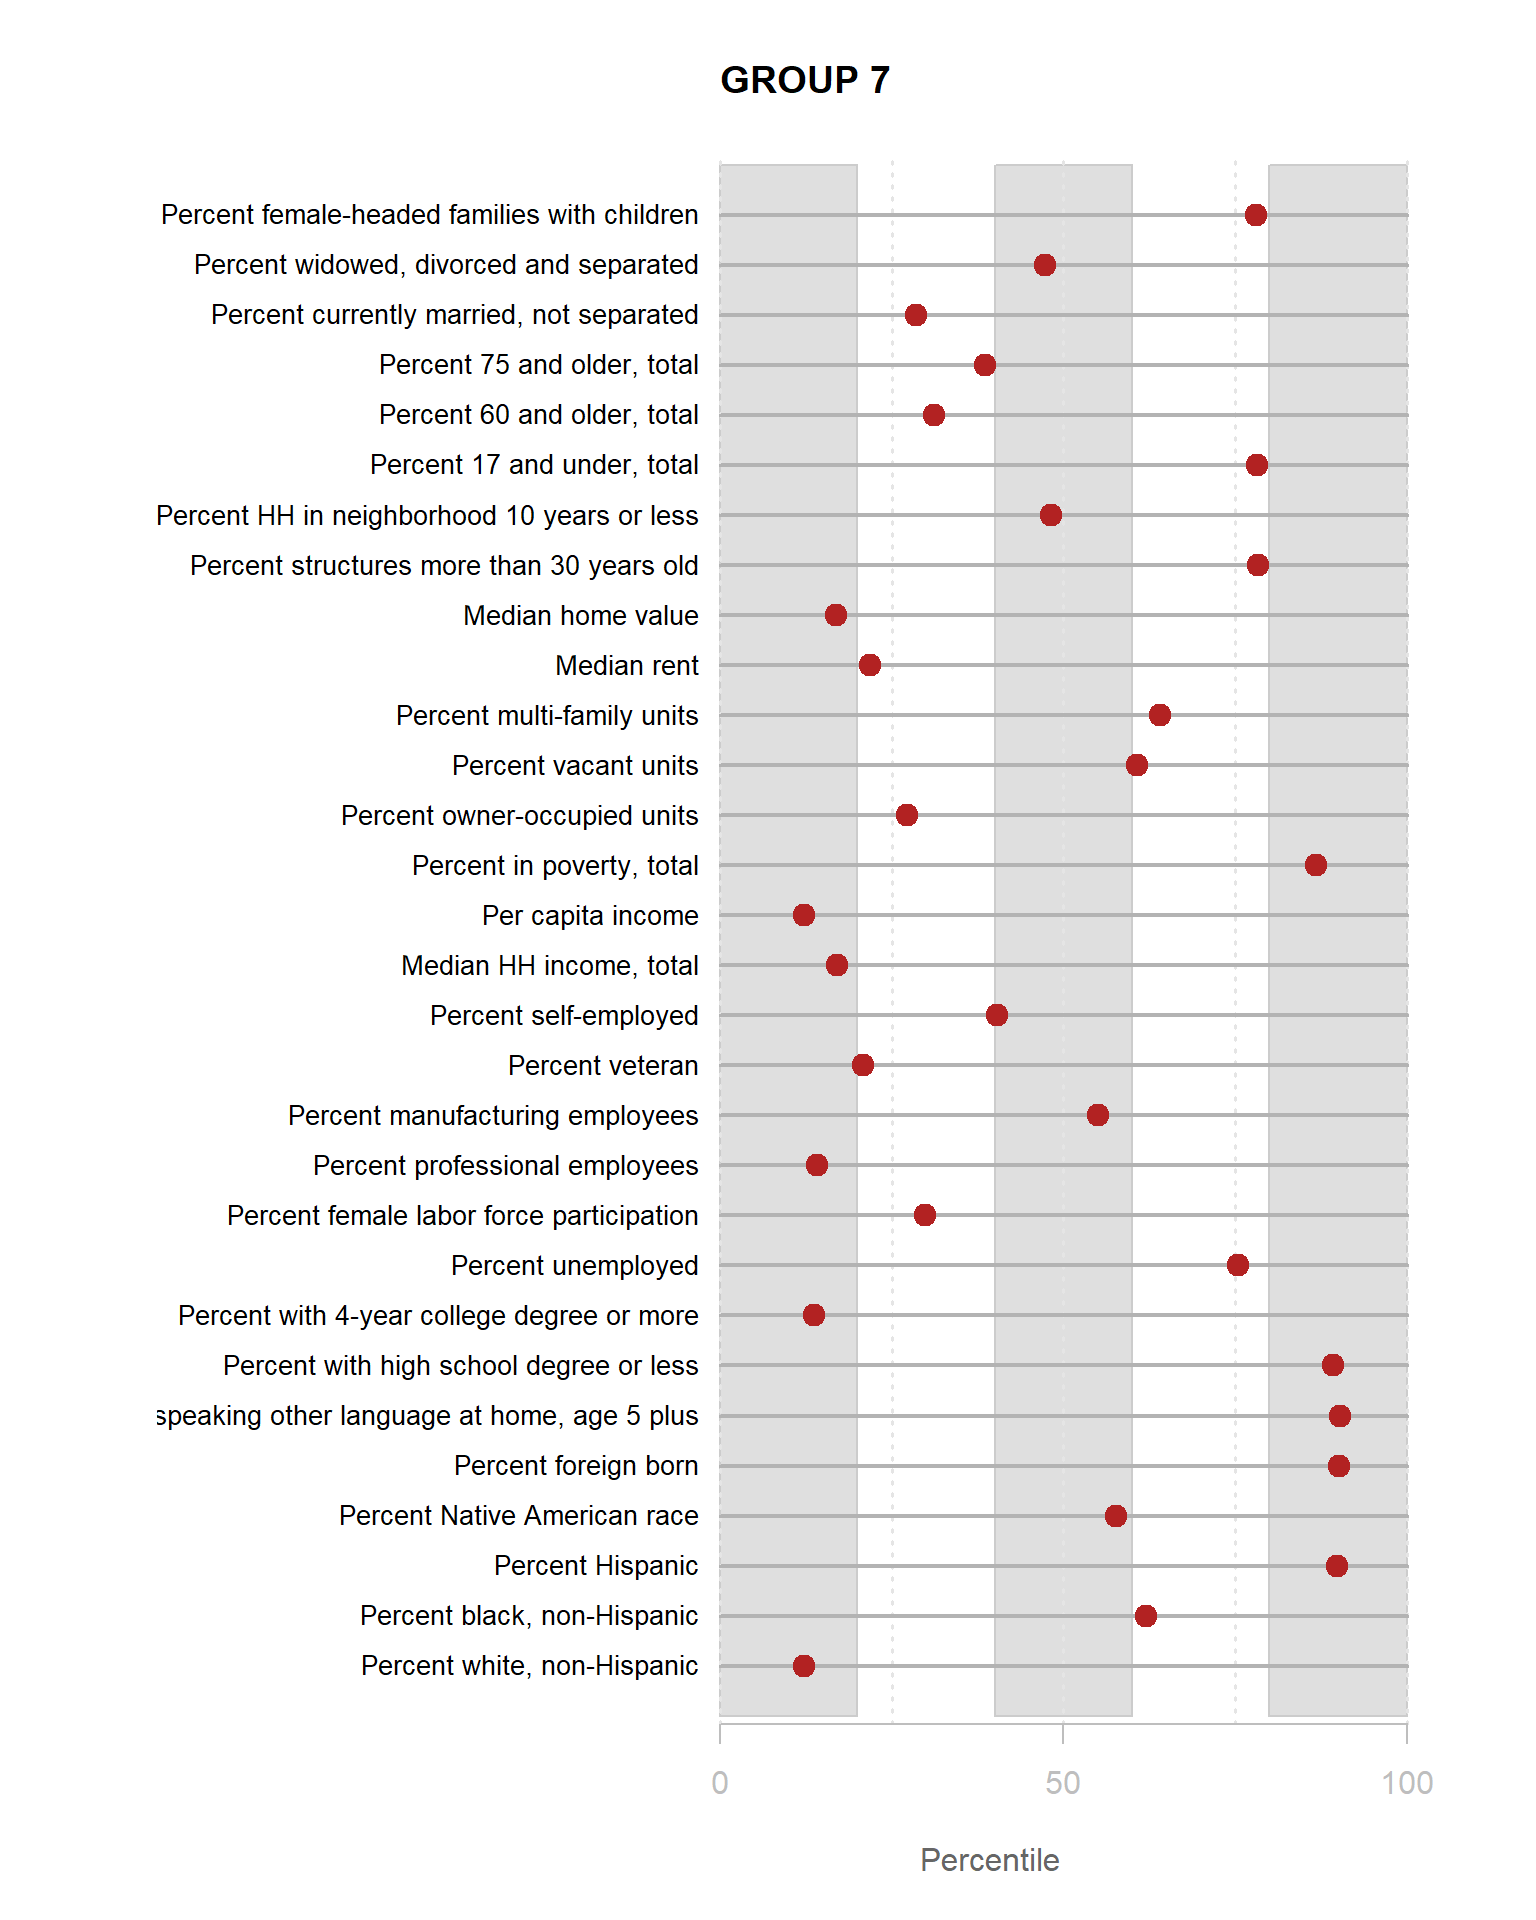 GROUP 7
Percent female-headed families with children
Percent widowed, divorced and separated
Percent currently married, not separated
Percent 75 and older, total
Percent 60 and older, total
Percent 17 and under, total
Percent HH in neighborhood 10 years or less
Percent structures more than 30 years old
Median home value
Median rent
Percent multi-family units
Percent vacant units
Percent owner-occupied units
Percent in poverty, total
Per capita income
Median HH income, total
Percent self-employed
Percent veteran
Percent manufacturing employees
Percent professional employees
Percent female labor force participation
Percent unemployed
Percent with 4-year college degree or more
Percent with high school degree or less
speaking other language at home, age 5 plus
Percent foreign born
Percent Native American race
Percent Hispanic
Percent black, non-Hispanic
Percent white, non-Hispanic
0 50 100
Percentile